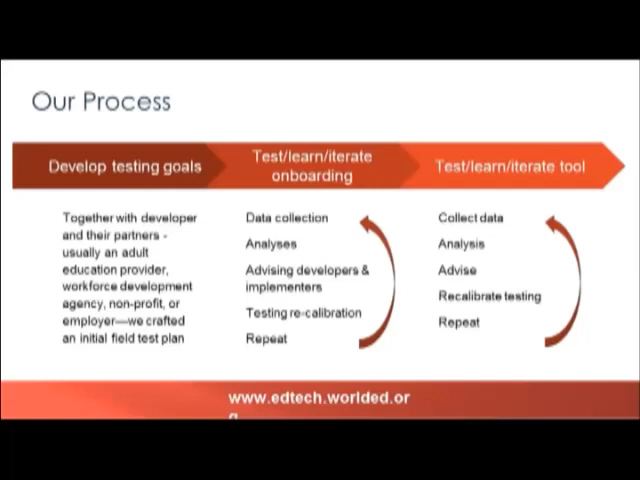 Our Process
Develop testing goals
Test/learn/iterate
onboarding
Test/learn/iterate tool
Together with developer
and their partners -
usually an adult
education provider,
workforce development
agency, non-profit, or
employer—we crafted
an initial field test plan
Data collection
Analyses
Advising developers &
implementers
Testing re-calibration
Repeat
Collect data
Analysis
Advise
Recalibrate testing
Repeat
www.edtech.worlded.or
g